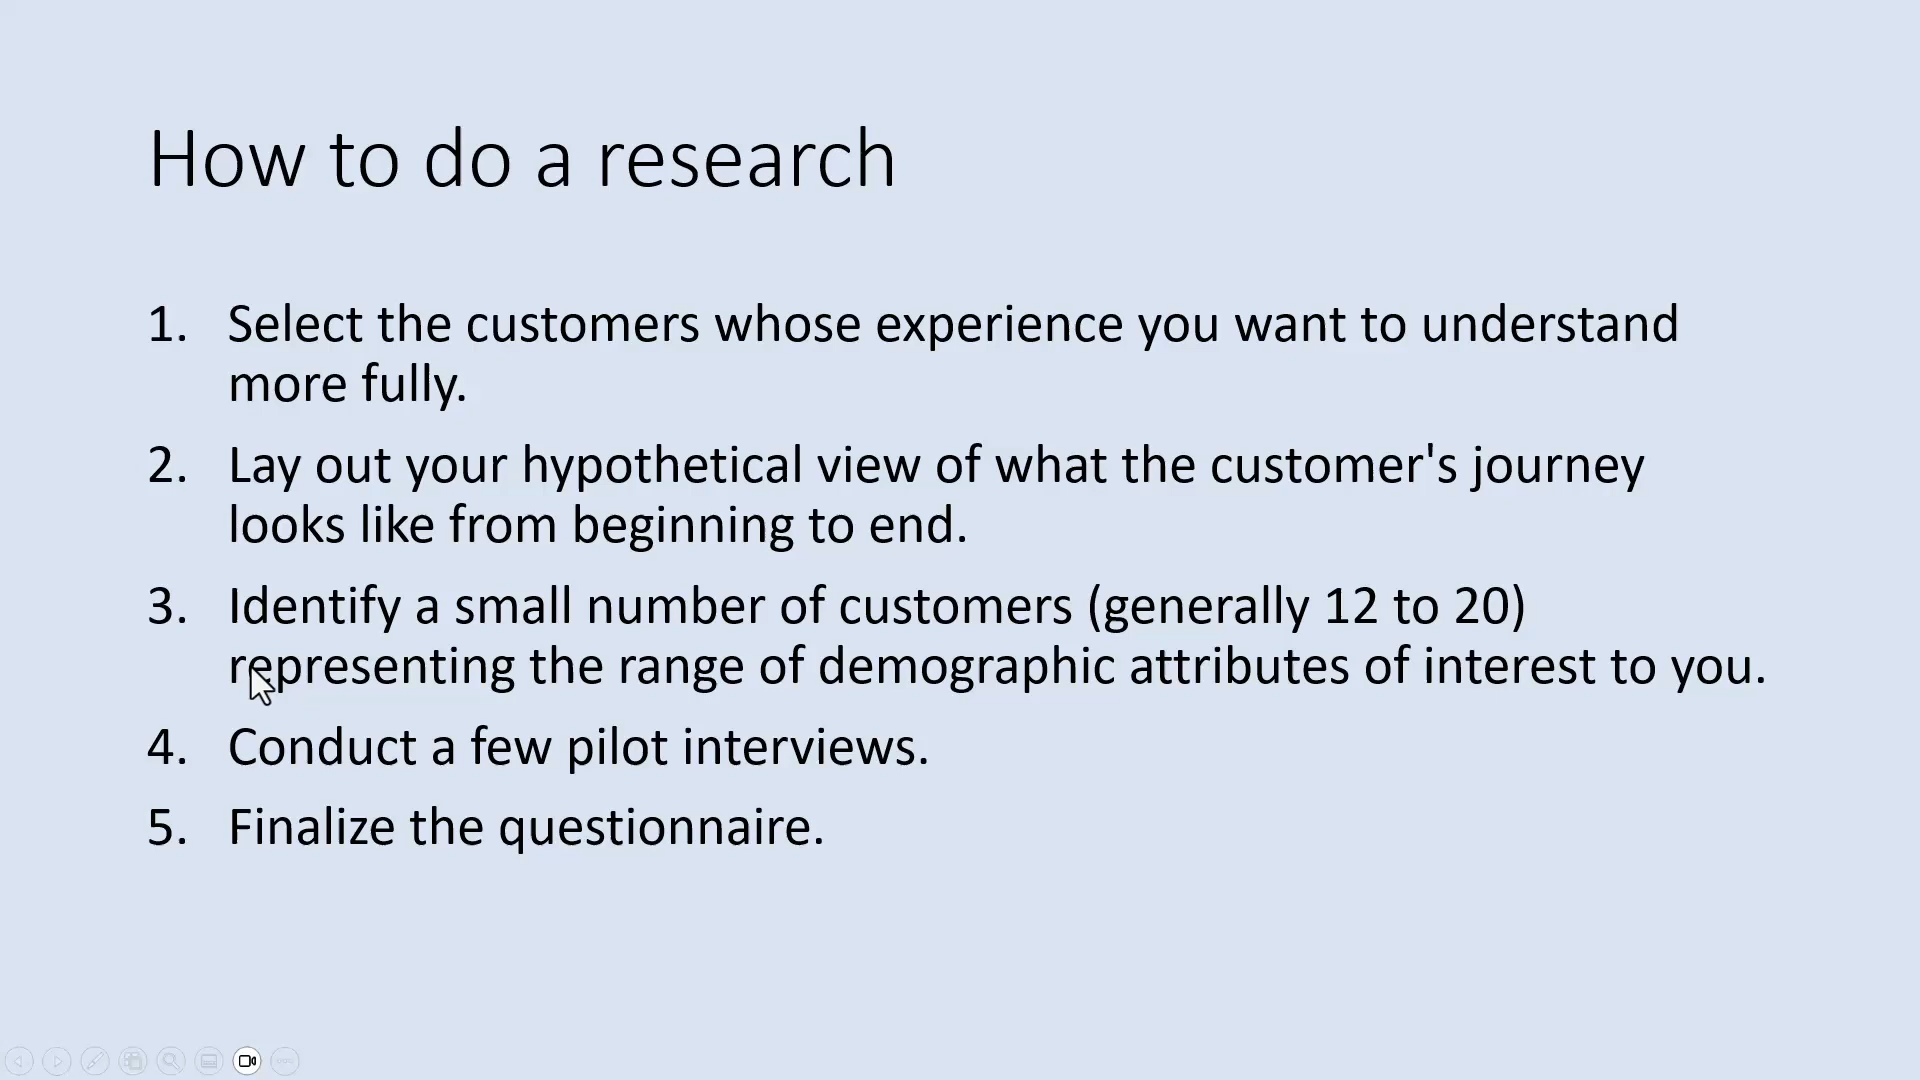 How to do a research
1. Select the customers whose experience you want to understand
more fully.
2. Lay out your hypothetical view of what the customer's journey
looks like from beginning to end.
3. Identify a small number of customers (generally 12 to 20)
representing the range of demographic attributes of interest to you.
4. Conduct a few pilot interviews.
5. Finalize the questionnaire.